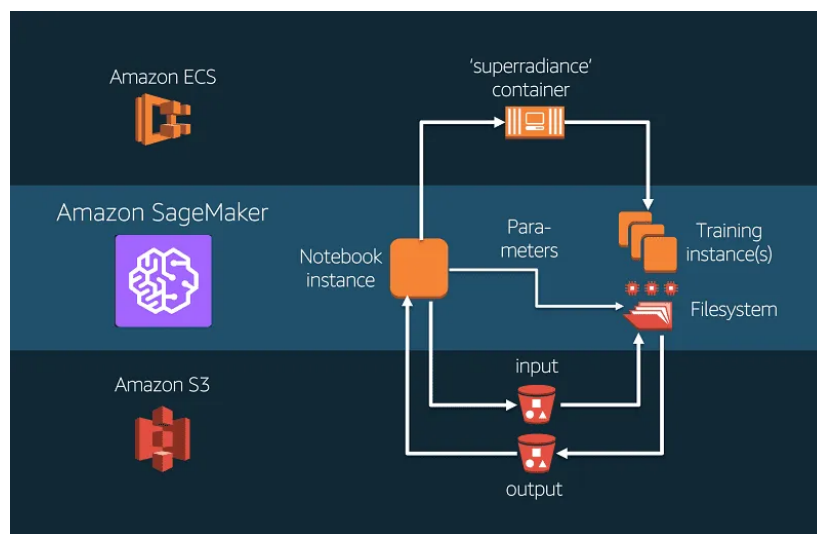 Amazon ECS
‘superradiance’
container
Amazon SageMaker
Notebook
instance
Para-
meters
Training
instance(s)
Filesystem
Amazon S3
input
output